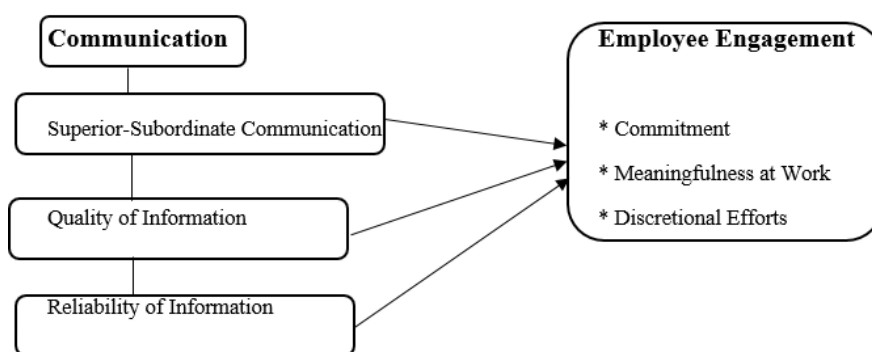 Communication
Superior-Subordinate Communication
Quality of Information
Reliability of Information
Employee Engagement
* Commitment
* Meaningfulness at Work
* Discretional Efforts